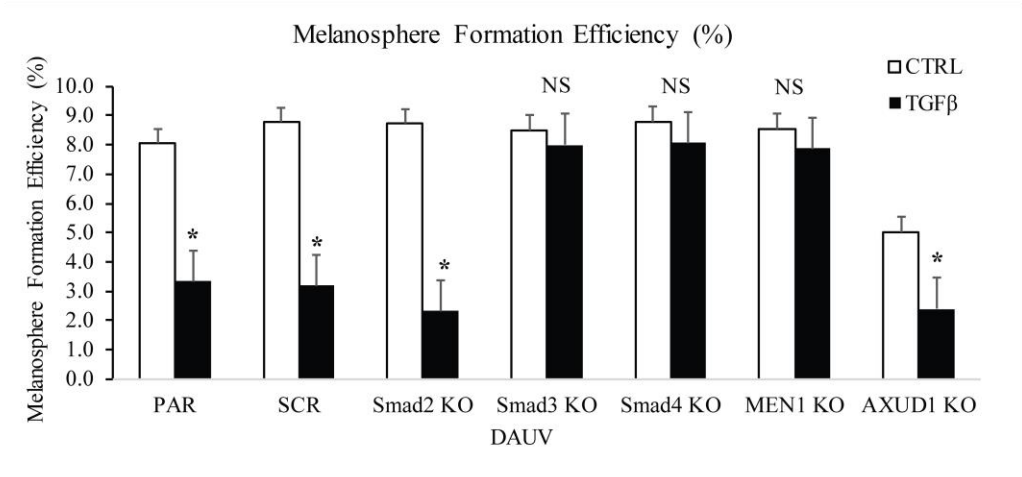 Melanosphere Formation Efficiency (%)
Melanosphere Formation Efficiency (%)
CTRL
TGFβ
10.0
9.0
8.0
7.0
6.0
5.0
4.0
3.0
2.0
1.0
0.0
*
*
*
NS
NS
NS
*
PAR SCR Smad2 KO Smad3 KO Smad4 KO MEN1 KO AXUD1 KO
DAUV